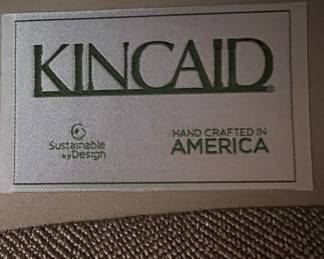 KINCAID®
Sustainable
by Design
HAND CRAFTED IN
AMERICA